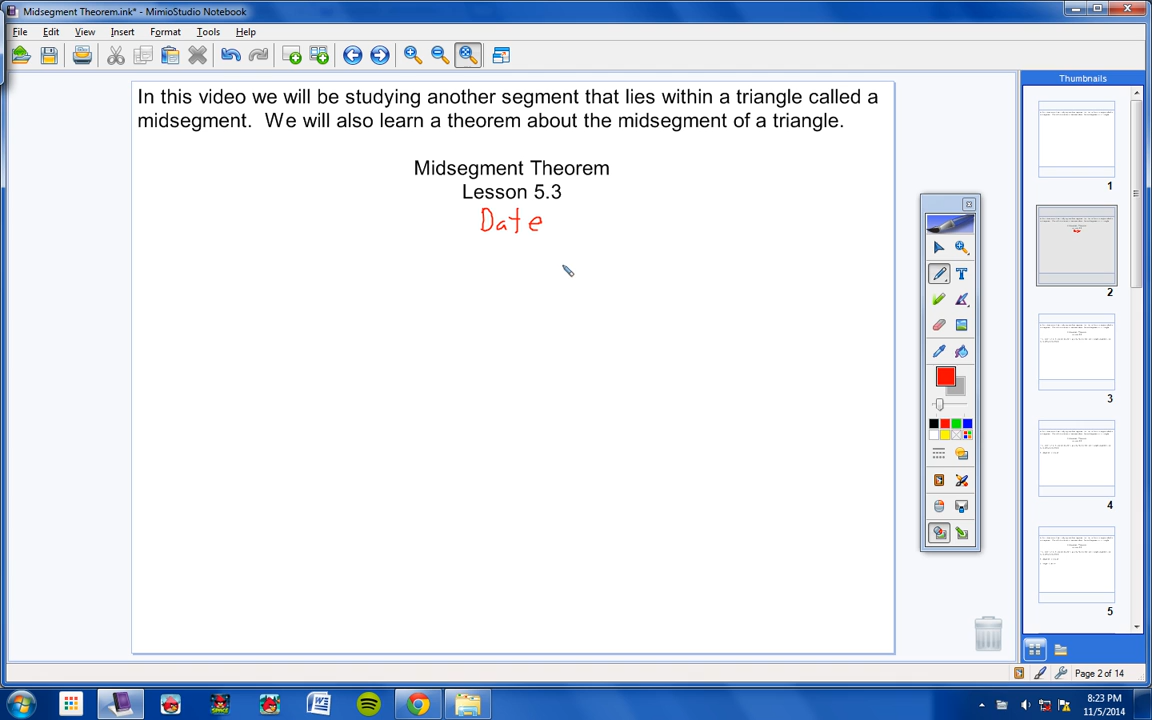 Midsegment Theorem.ink* - MimioStudio Notebook
File Edit View Insert Format Tools Help
In this video we will be studying another segment that lies within a triangle called a
midsegment. We will also learn a theorem about the midsegment of a triangle.
Midsegment Theorem
Lesson 5.3
Date
Thumbnails
1
2
3
4
5
Page 2 of 14
8:23 PM
11/5/2014